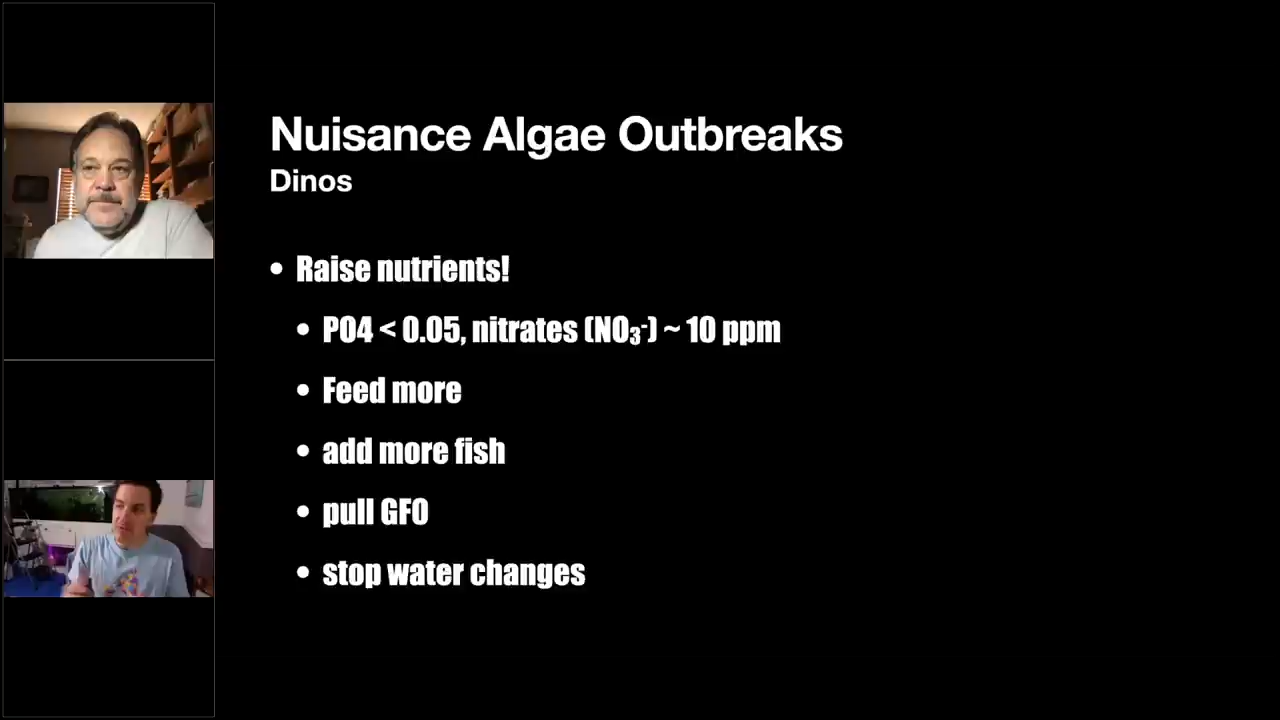 Nuisance Algae Outbreaks
Dinos
• Raise nutrients!
• PO4 < 0.05, nitrates (NO₃⁻) ~ 10 ppm
• Feed more
• add more fish
• pull GFO
• stop water changes